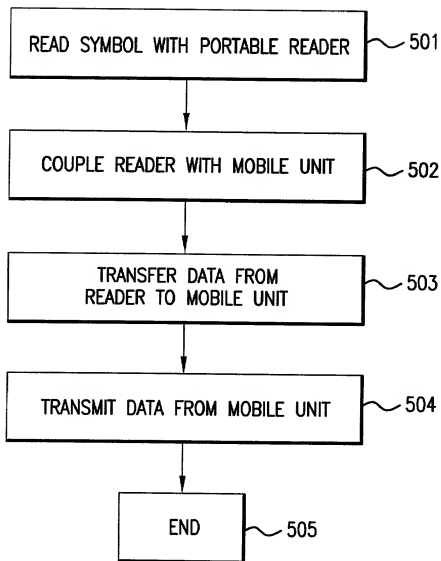 READ SYMBOL WITH PORTABLE READER
501
COUPLE READER WITH MOBILE UNIT
502
TRANSFER DATA FROM
READER TO MOBILE UNIT
503
TRANSMIT DATA FROM MOBILE UNIT
504
END
505